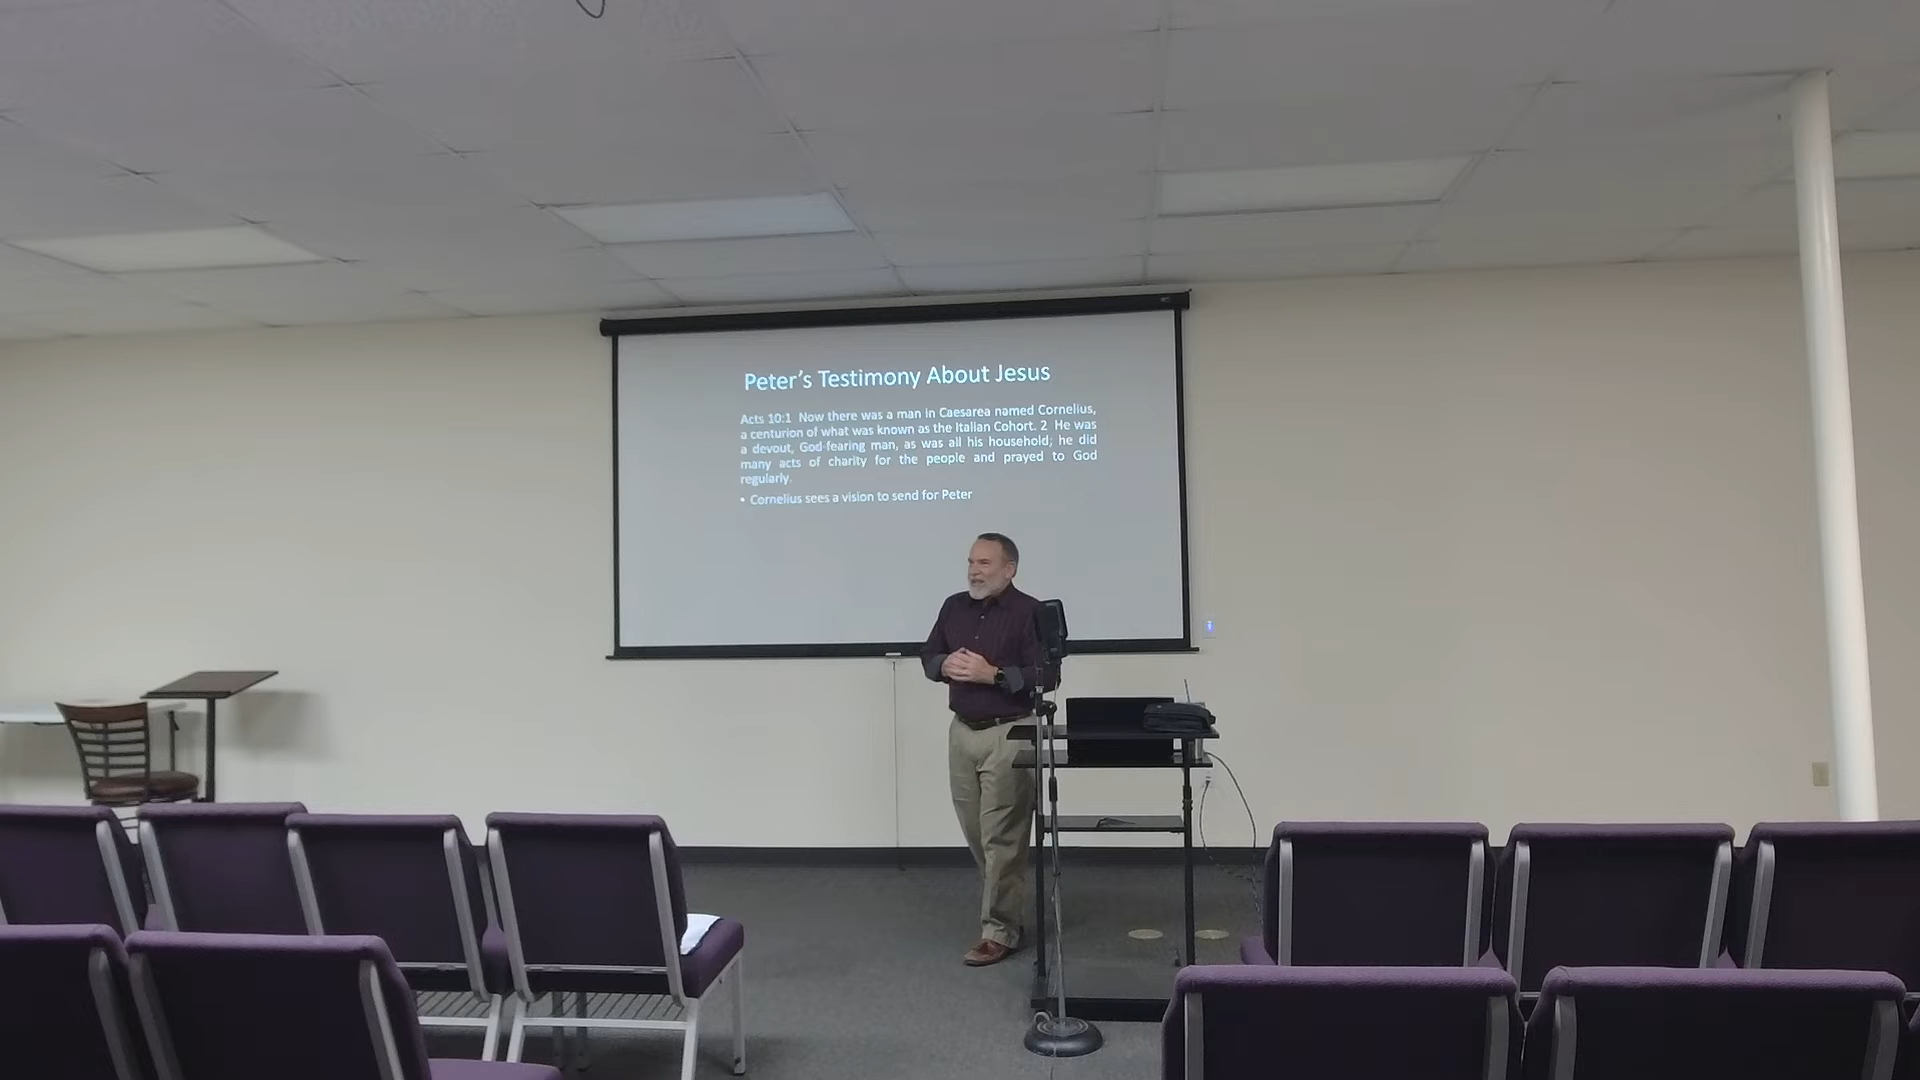 Peter's Testimony About Jesus
Acts 10:1 Now there was a man in Caesarea named Cornelius,
a centurion of what was known as the Italian Cohort. 2 He was
a devout, God-fearing man, as was all his household; he did
many acts of charity for the people and prayed to God
regularly.
• Cornelius sees a vision to send for Peter